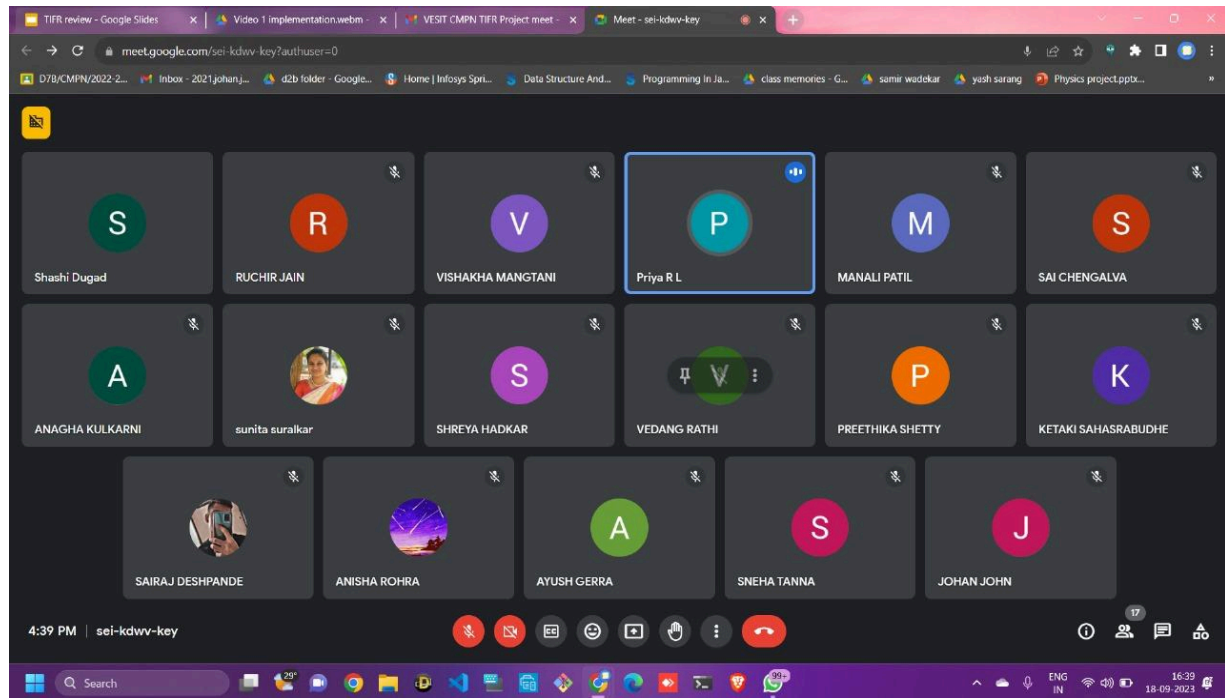 TIFR review - Google Slides
Video 1 implementation.webm -
VESIT CMPN TIFR Project meet -
Meet - sei-kdwv-key
meet.google.com/sei-kdwv-key?authuser=0
D7B/CMPN/2022-2... Inbox - 2021.johan.j... d2b folder - Google... Home | Infosys Spri... Data Structure And... Programming In Ja... class memories - G... samir wadekar yash sarang Physics project.pptx... »
S R V P M S
Shashi Dugad RUCHIR JAIN VISHAKHA MANGTANI Priya R L MANALI PATIL SAI CHENGALVA
A S V P K
ANAGHA KULKARNI sunita suralkar SHREYA HADKAR VEDANG RATHI PREETHIKA SHETTY KETAKI SAHASRABUDHE
A S J
SAIRAJ DESHPANDE ANISHA ROHRA AYUSH GERRA SNEHA TANNA JOHAN JOHN
4:39 PM | sei-kdwv-key
CC
17
Search
29°
99+
ENG
IN
16:39
18-09-2023